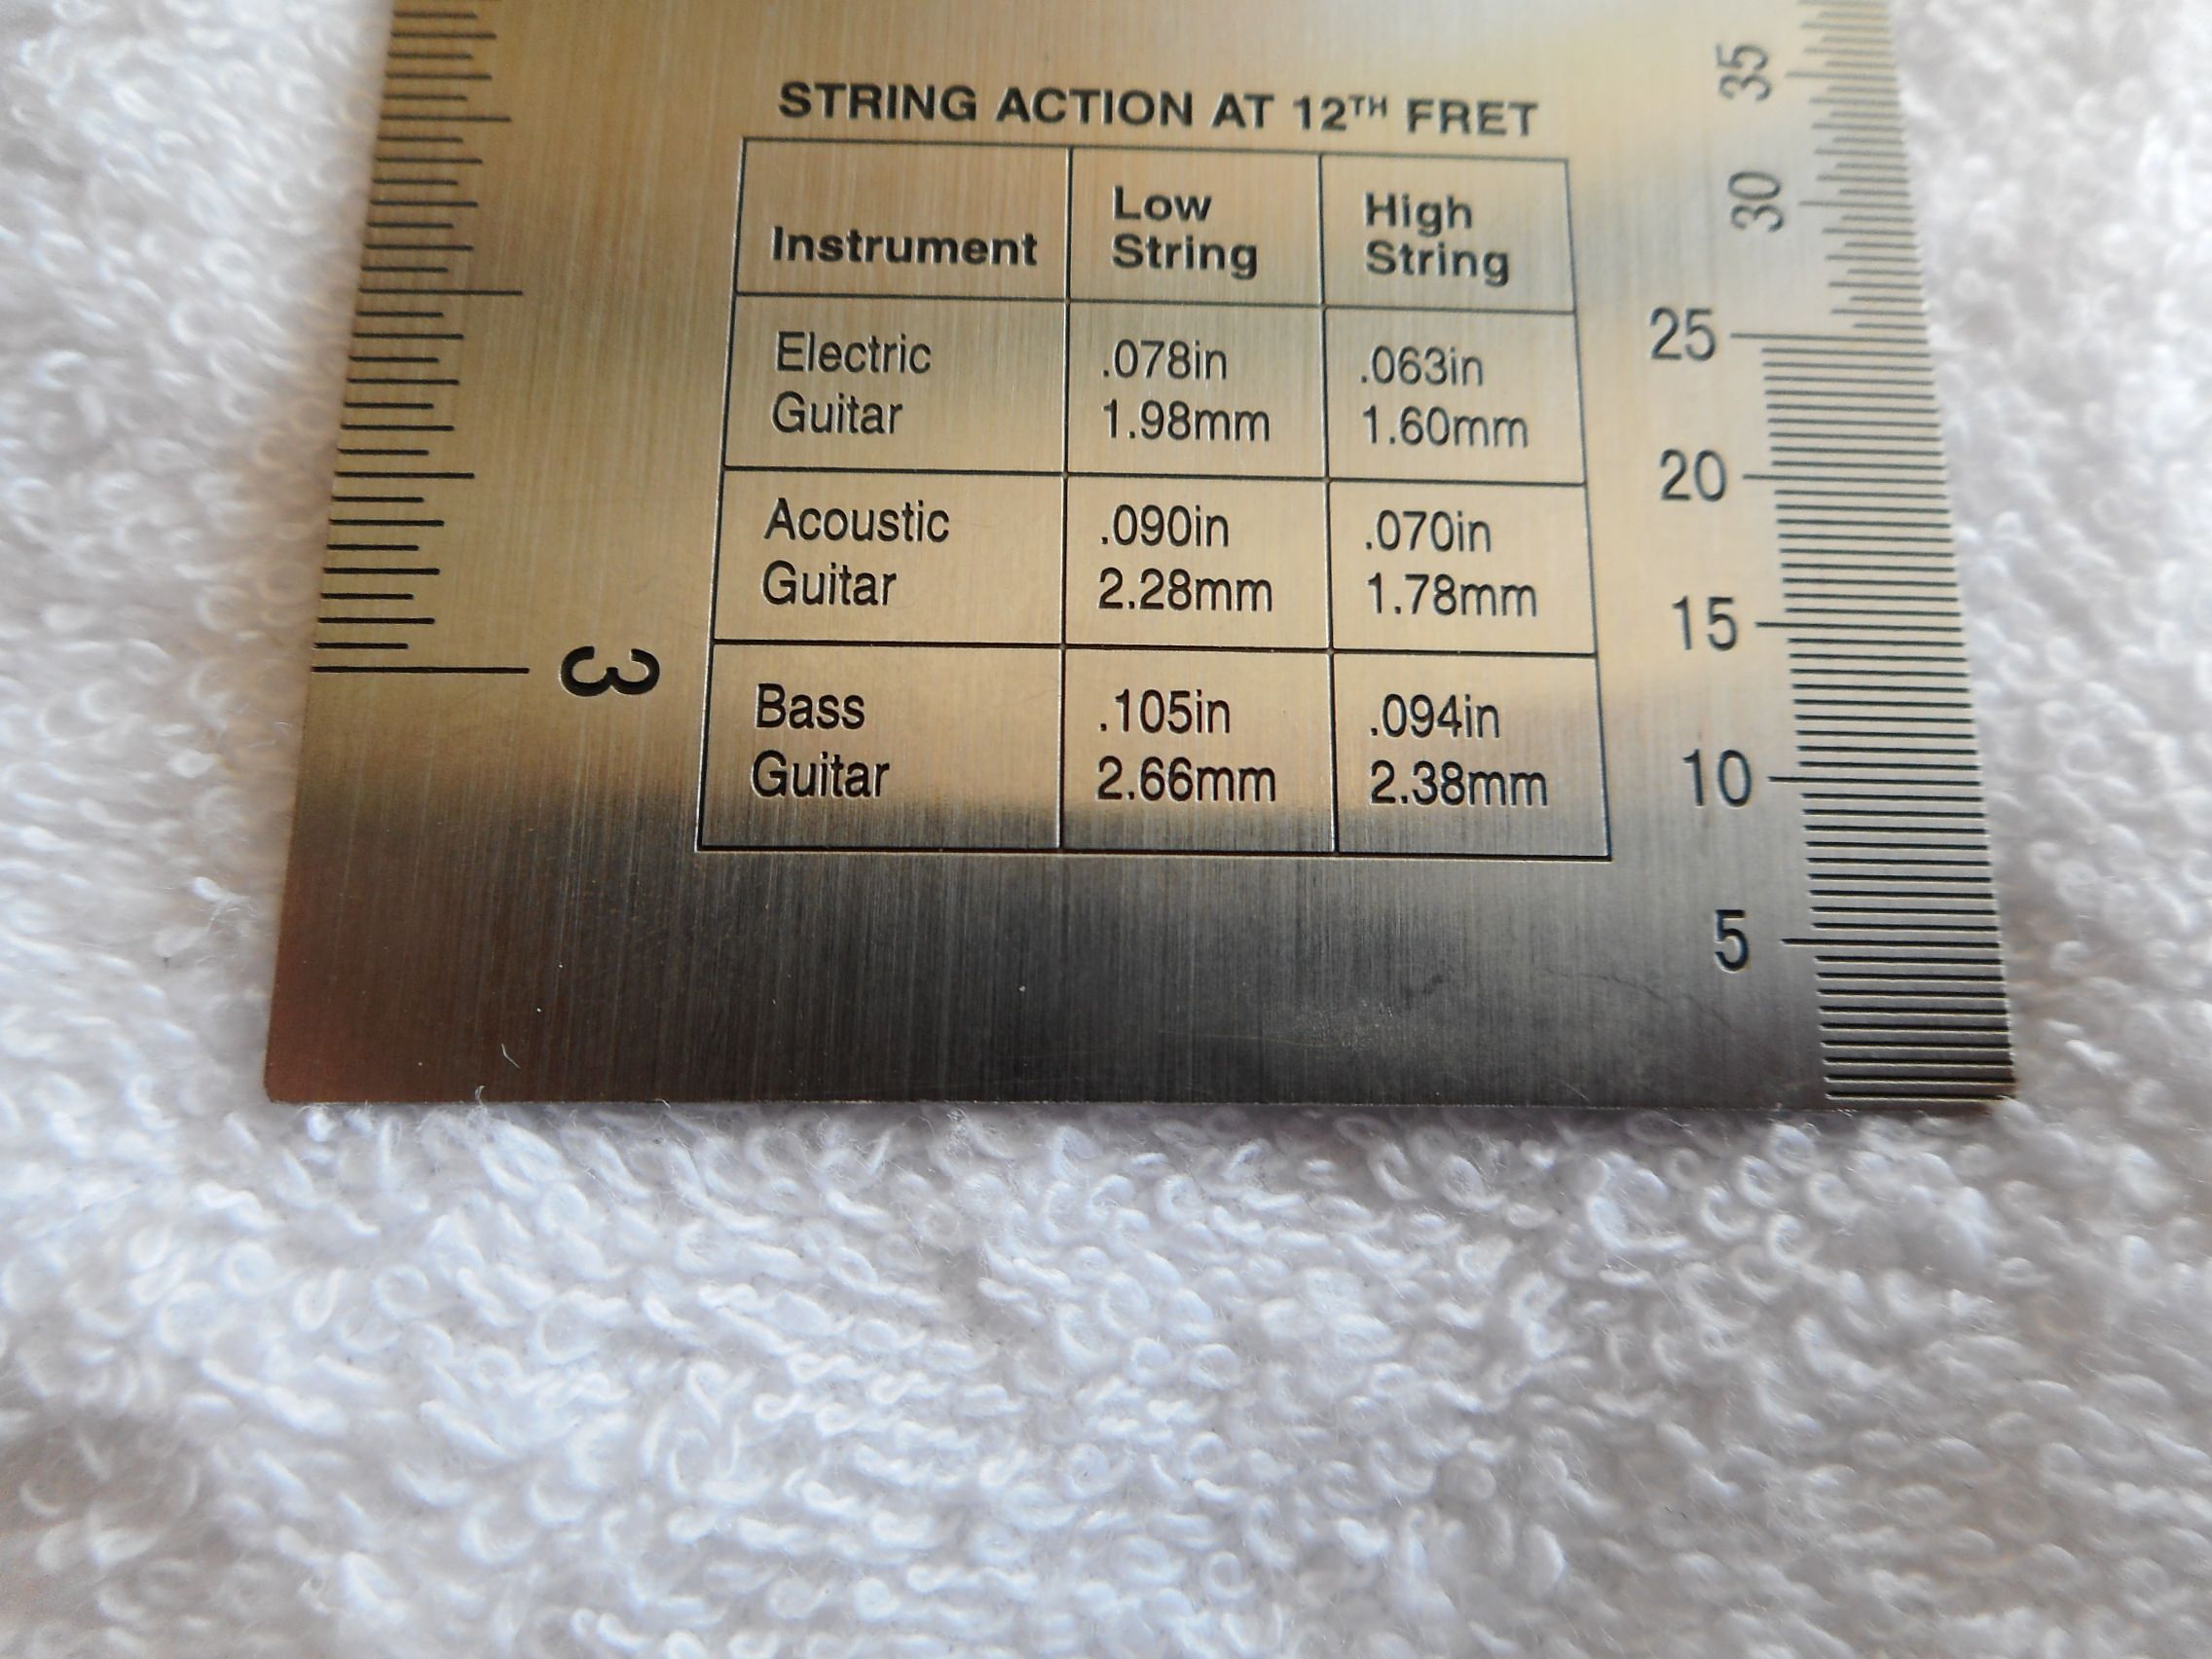 STRING ACTION AT 12TH FRET
Instrument
Low
String
High
String
Electric
Guitar
.078in
1.98mm
.063in
1.60mm
Acoustic
Guitar
.090in
2.28mm
.070in
1.78mm
Bass
Guitar
.105in
2.66mm
.094in
2.38mm
3
35
30
25
20
15
10
5